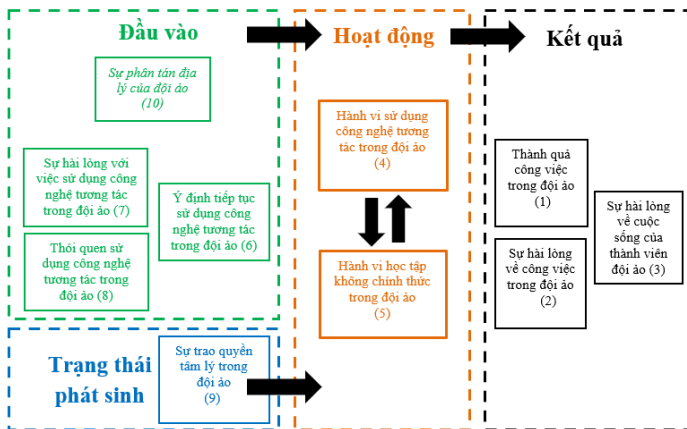 Đầu vào
Sự phân tán địa
lý của đội ảo
(10)
Sự hài lòng với
việc sử dụng công
nghệ tương tác
trong đội ảo (7)
Ý định tiếp tục
sử dụng công
nghệ tương tác
trong đội ảo (6)
Thói quen sử
dụng công nghệ
tương tác trong
đội ảo (8)
Trạng thái
phát sinh
Sự trao quyền
tâm lý trong
đội ảo
(9)
Hoạt động
Hành vi sử dụng
công nghệ tương
tác trong đội ảo
(4)
Hành vi học tập
không chính thức
trong đội ảo
(5)
Kết quả
Thành quả
công việc
trong đội ảo
(1)
Sự hài lòng
về công việc
trong đội ảo
(2)
Sự hài lòng
về cuộc
sống của
thành viên
đội ảo (3)